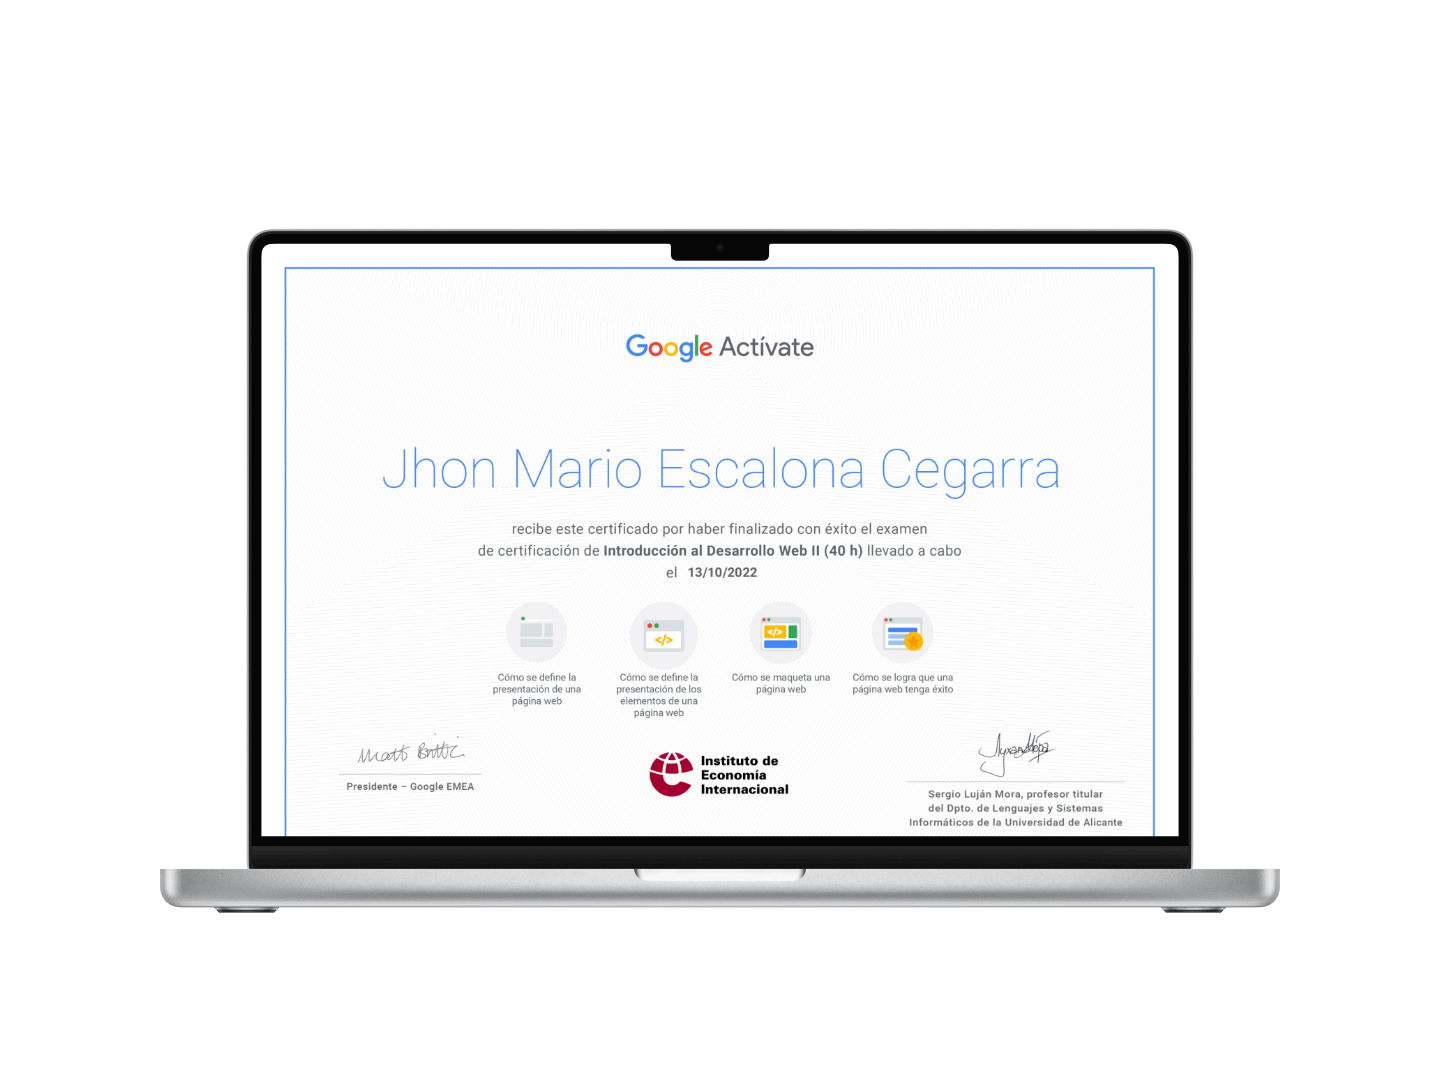 Google Actívate
Jhon Mario Escalona Cegarra
recibe este certificado por haber finalizado con éxito el examen
de certificación de Introducción al Desarrollo Web II (40 h) llevado a cabo
el 13/10/2022
Cómo se define la
presentación de una
página web
Cómo se define la
presentación de los
elementos de una
página web
Cómo se maqueta una
página web
Cómo se logra que una
página web tenga éxito
Matt Brittin
Presidente – Google EMEA
Instituto de
Economía
Internacional
Sergio Luján Mora, profesor titular
del Dpto. de Lenguajes y Sistemas
Informáticos de la Universidad de Alicante